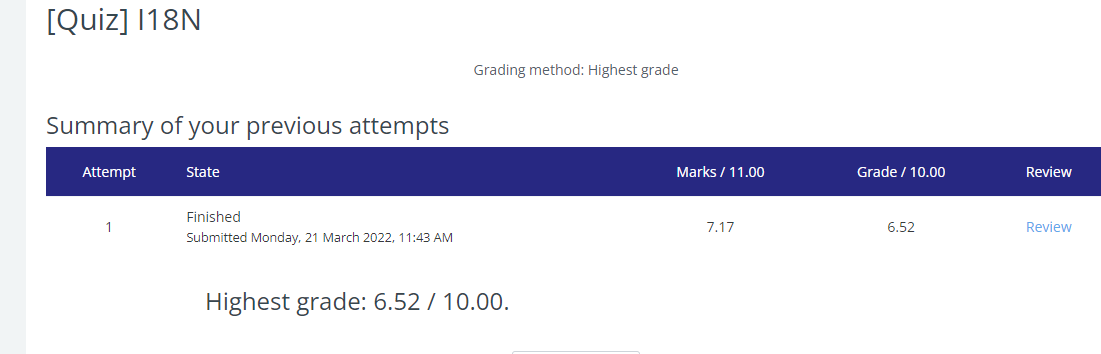 [Quiz] I18N
Grading method: Highest grade
Summary of your previous attempts
Attempt State Marks / 11.00 Grade / 10.00 Review
1 Finished 7.17 6.52 Review
Submitted Monday, 21 March 2022, 11:43 AM
Highest grade: 6.52 / 10.00.